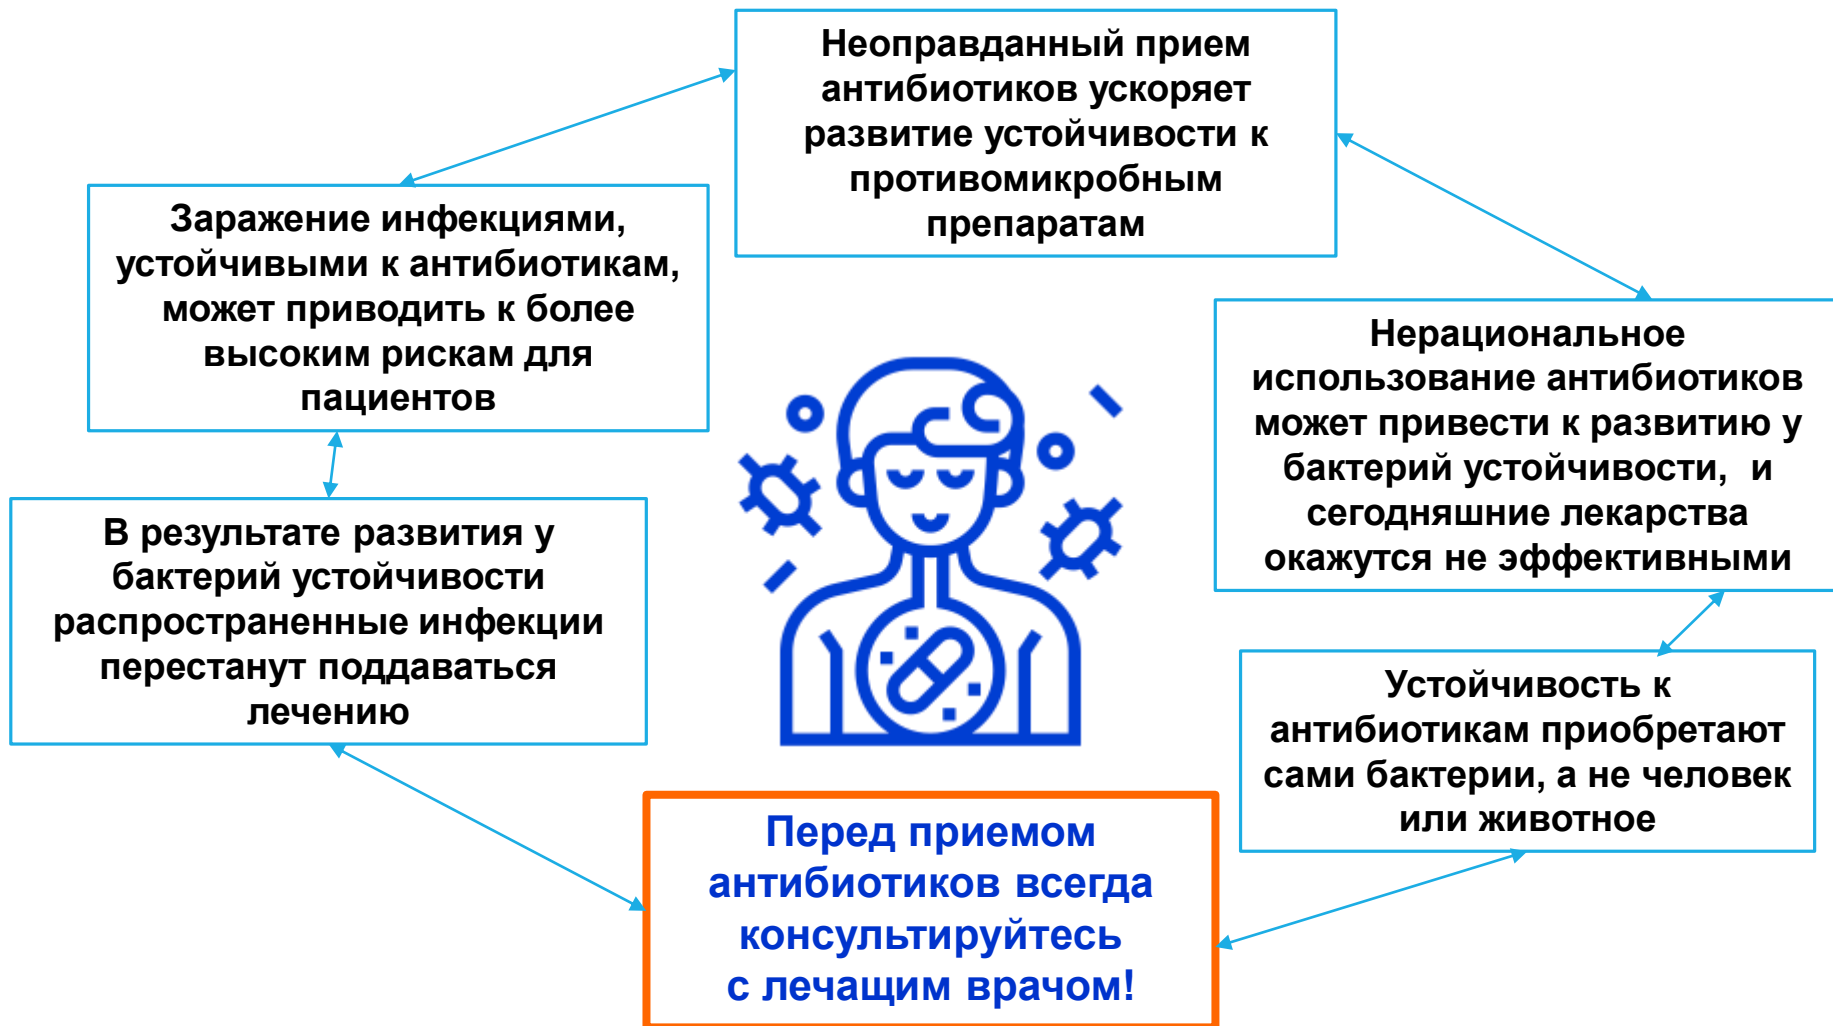 Неоправданный прием
антибиотиков ускоряет
развитие устойчивости к
противомикробным
препаратам
Заражение инфекциями,
устойчивыми к антибиотикам,
может приводить к более
высоким рискам для
пациентов
Нерациональное
использование антибиотиков
может привести к развитию у
бактерий устойчивости, и
сегодняшние лекарства
окажутся не эффективными
В результате развития у
бактерий устойчивости
распространенные инфекции
перестанут поддаваться
лечению
Устойчивость к
антибиотикам приобретают
сами бактерии, а не человек
или животное
Перед приемом
антибиотиков всегда
консультируйтесь
с лечащим врачом!